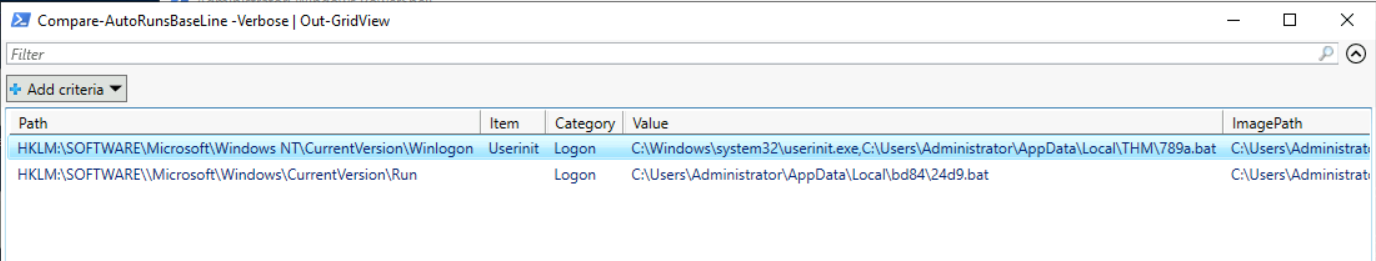 Compare-AutoRunsBaseLine -Verbose | Out-GridView
Filter
Add criteria
Path Item Category Value ImagePath
HKLM:\SOFTWARE\Microsoft\Windows NT\CurrentVersion\Winlogon Userinit Logon C:\Windows\system32\userinit.exe,C:\Users\Administrator\AppData\Local\THM\789a.bat C:\Users\Administrat
HKLM:\SOFTWARE\\Microsoft\Windows\CurrentVersion\Run Logon C:\Users\Administrator\AppData\Local\bd84\24d9.bat C:\Users\Administrat